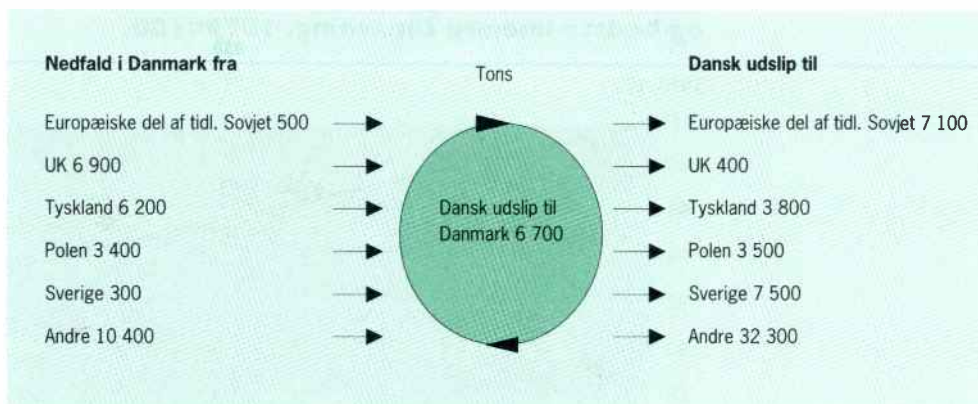 Nedfald i Danmark fra
Europæiske del af tidl. Sovjet 500
UK 6 900
Tyskland 6 200
Polen 3 400
Sverige 300
Andre 10 400
Tons
Dansk udslip til
Danmark 6 700
Dansk udslip til
Europæiske del af tidl. Sovjet 7 100
UK 400
Tyskland 3 800
Polen 3 500
Sverige 7 500
Andre 32 300